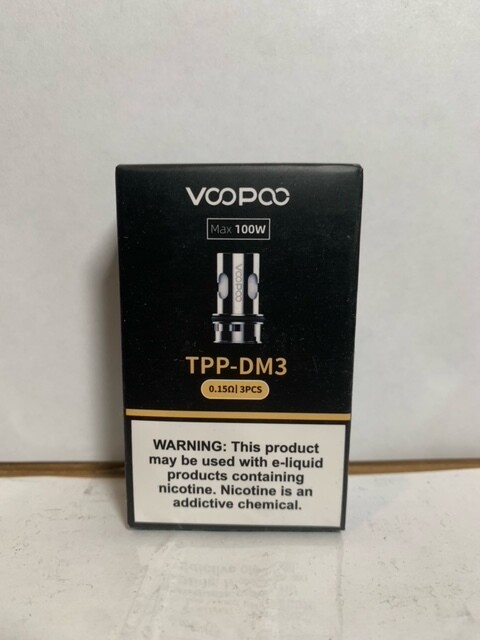 VOOPOO
Max 100W
VOOPOO
TPP-DM3
0.15Ω| 3PCS
WARNING: This product
may be used with e-liquid
products containing
nicotine. Nicotine is an
addictive chemical.